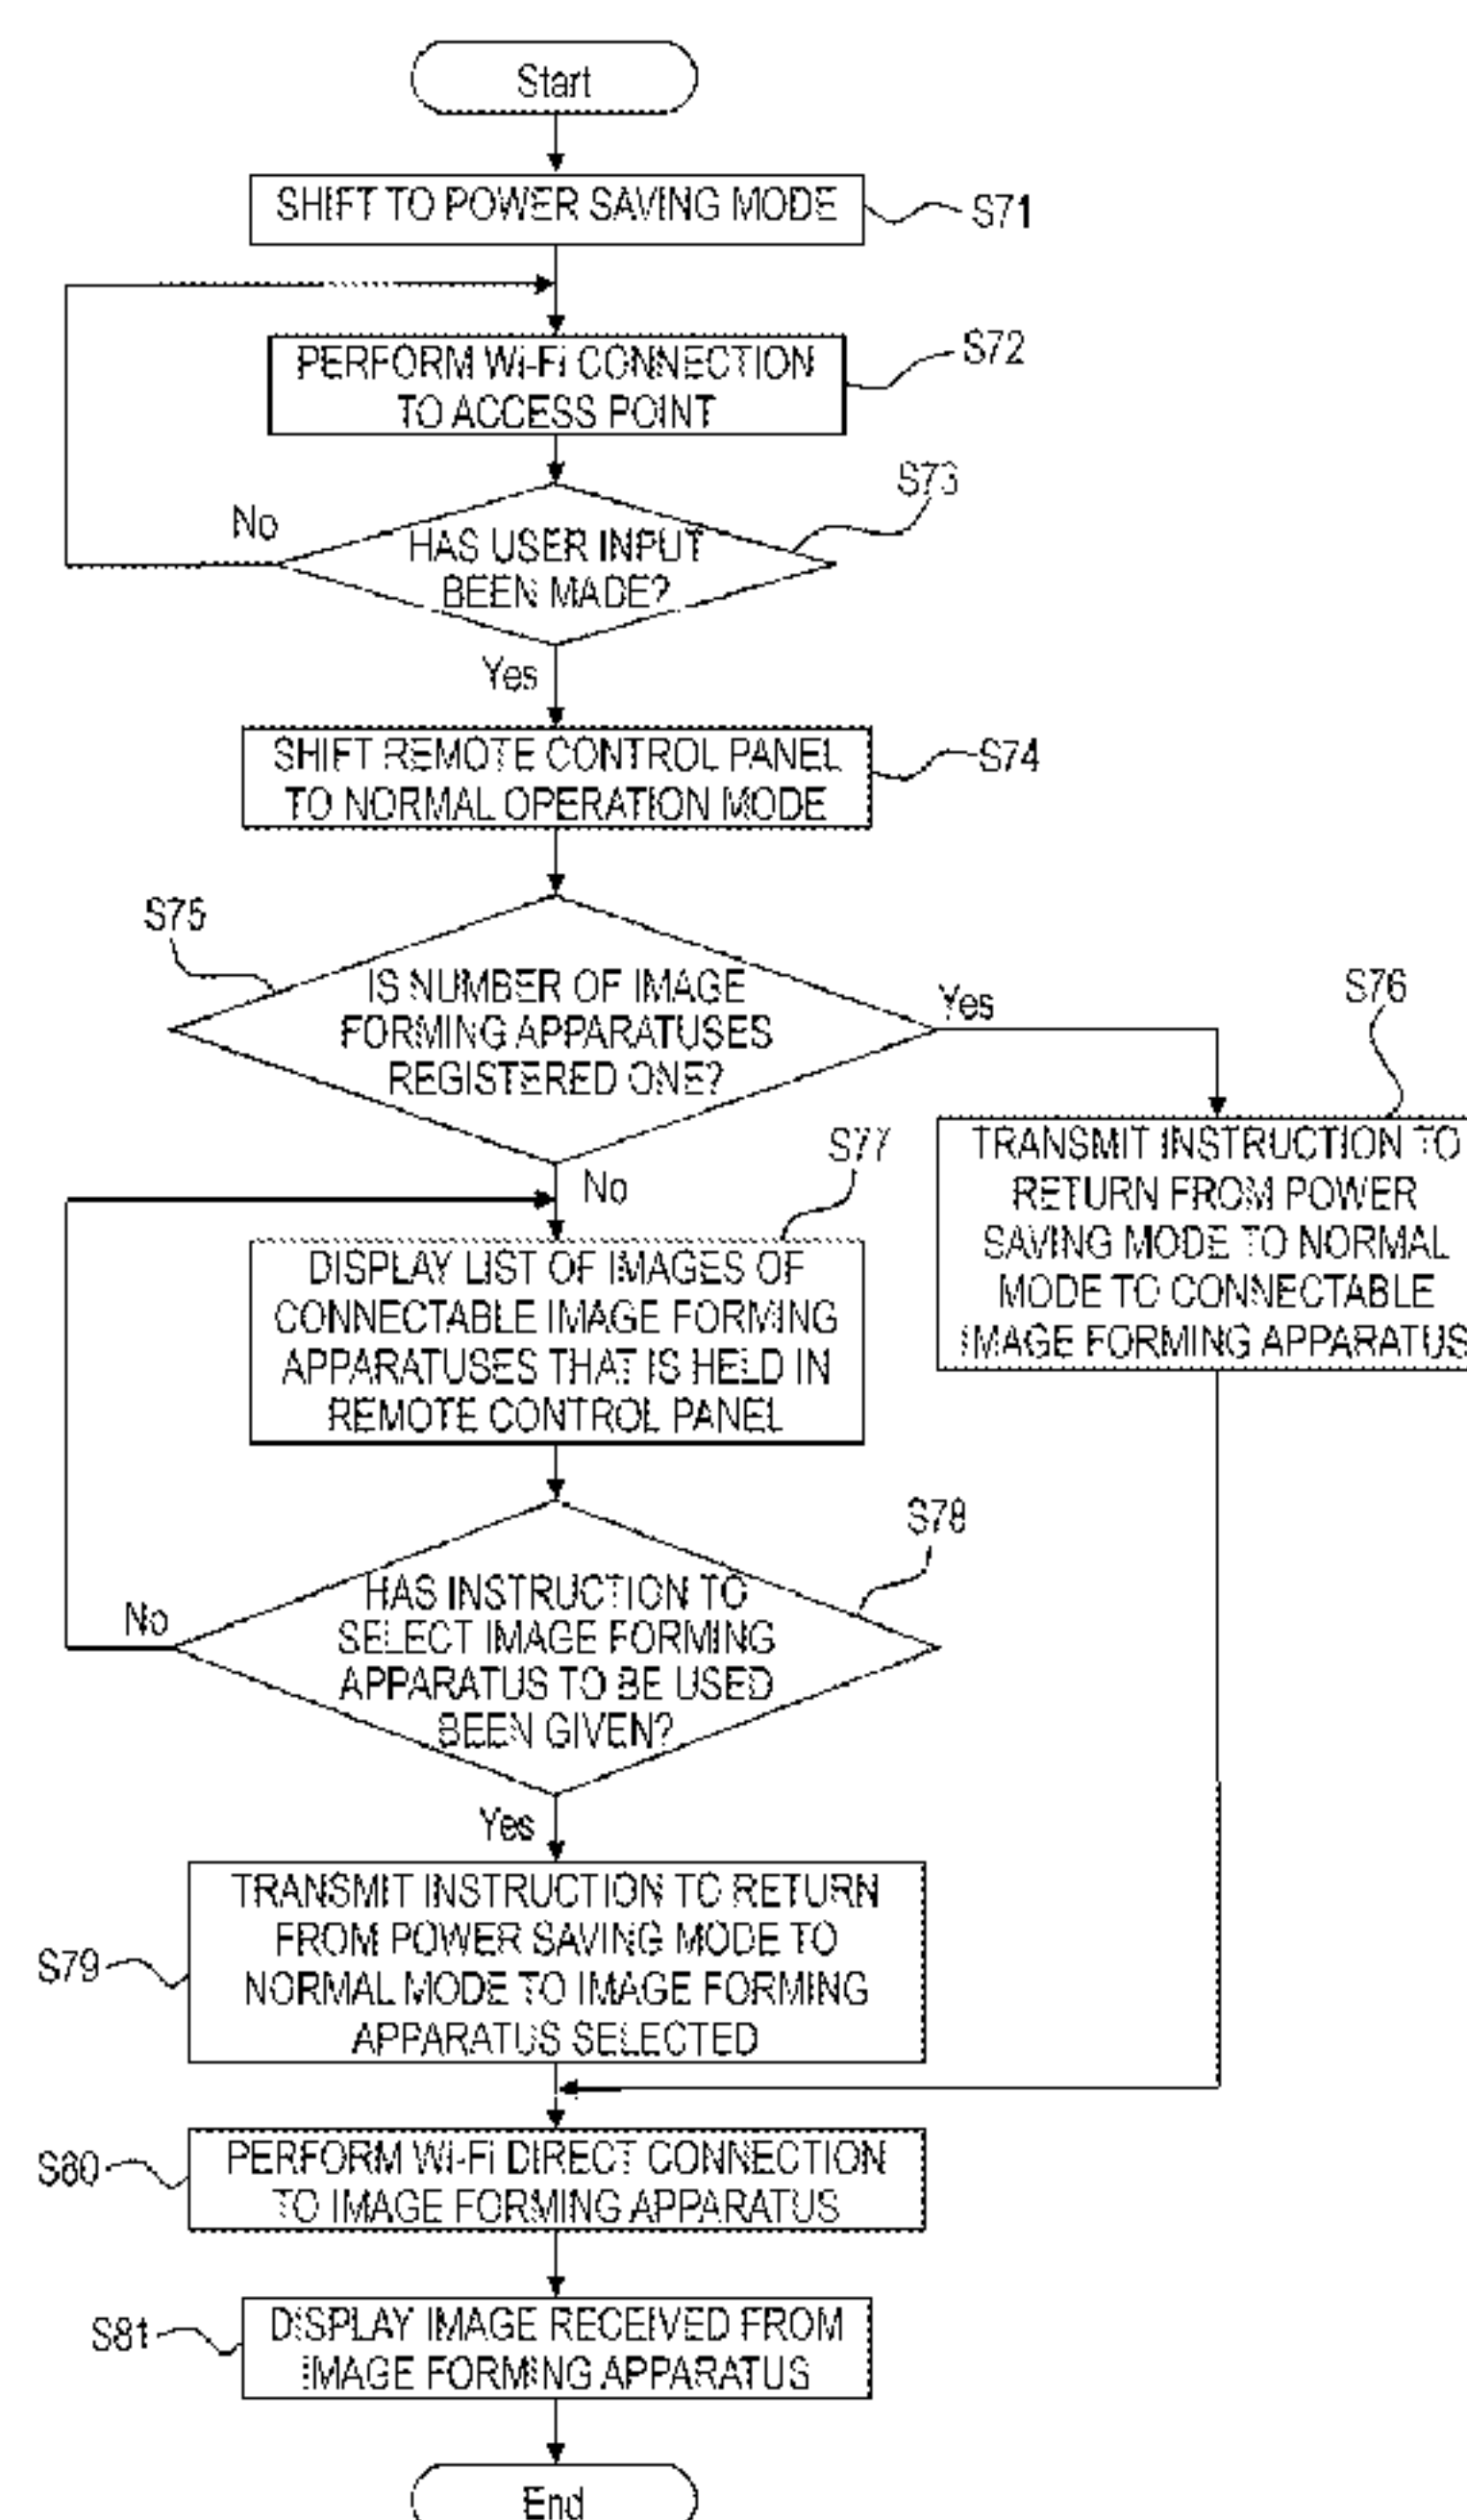 Start
SHIFT TO POWER SAVING MODE
S71
PERFORM Wi-Fi CONNECTION
TO ACCESS POINT
S72
HAS USER INPUT
BEEN MADE?
S73
No
Yes
SHIFT REMOTE CONTROL PANEL
TO NORMAL OPERATION MODE
S74
S75
IS NUMBER OF IMAGE
FORMING APPARATUSES
REGISTERED ONE?
Yes
No
S76
TRANSMIT INSTRUCTION TO
RETURN FROM POWER
SAVING MODE TO NORMAL
MODE TO CONNECTABLE
IMAGE FORMING APPARATUS
S77
DISPLAY LIST OF IMAGES OF
CONNECTABLE IMAGE FORMING
APPARATUSES THAT IS HELD IN
REMOTE CONTROL PANEL
S78
HAS INSTRUCTION TO
SELECT IMAGE FORMING
APPARATUS TO BE USED
BEEN GIVEN?
No
Yes
S79
TRANSMIT INSTRUCTION TO RETURN
FROM POWER SAVING MODE TO
NORMAL MODE TO IMAGE FORMING
APPARATUS SELECTED
S80
PERFORM Wi-Fi DIRECT CONNECTION
TO IMAGE FORMING APPARATUS
S81
DISPLAY IMAGE RECEIVED FROM
IMAGE FORMING APPARATUS
End